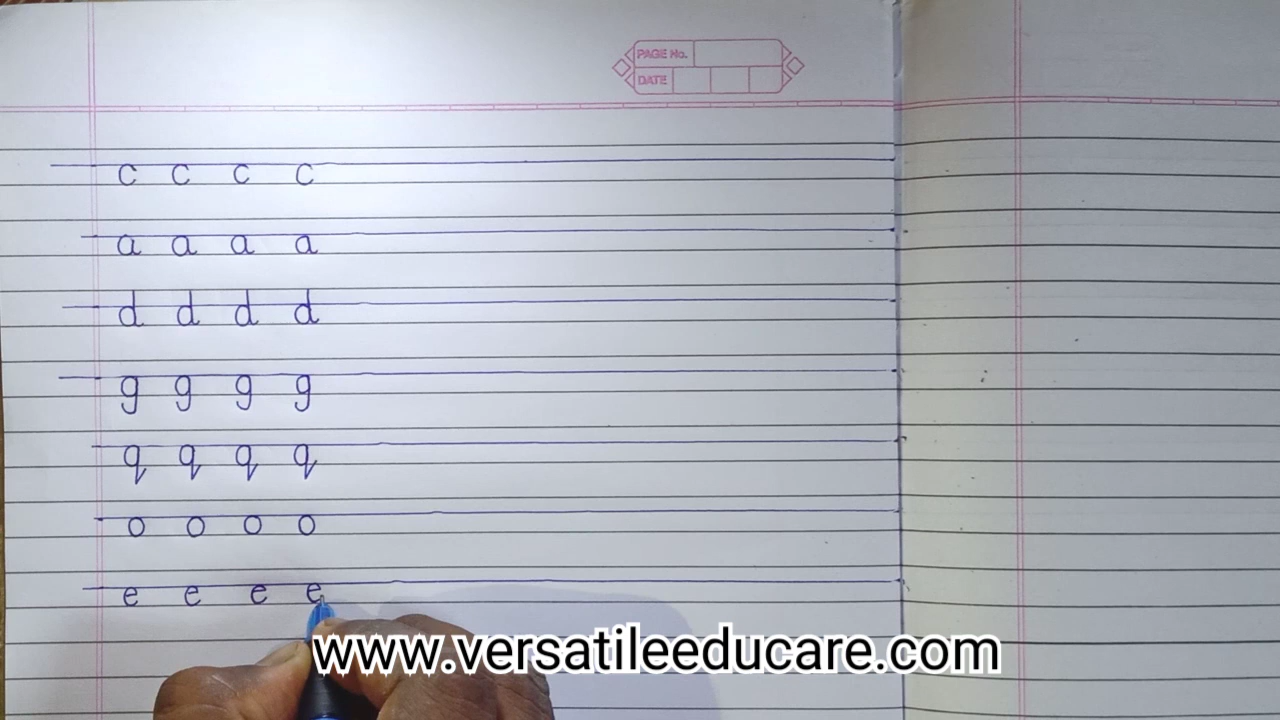 PAGE No.
DATE
c c c c
a a a a
d d d d
g g g g
q q q q
o o o o
e e e e
www.versatileeducare.com